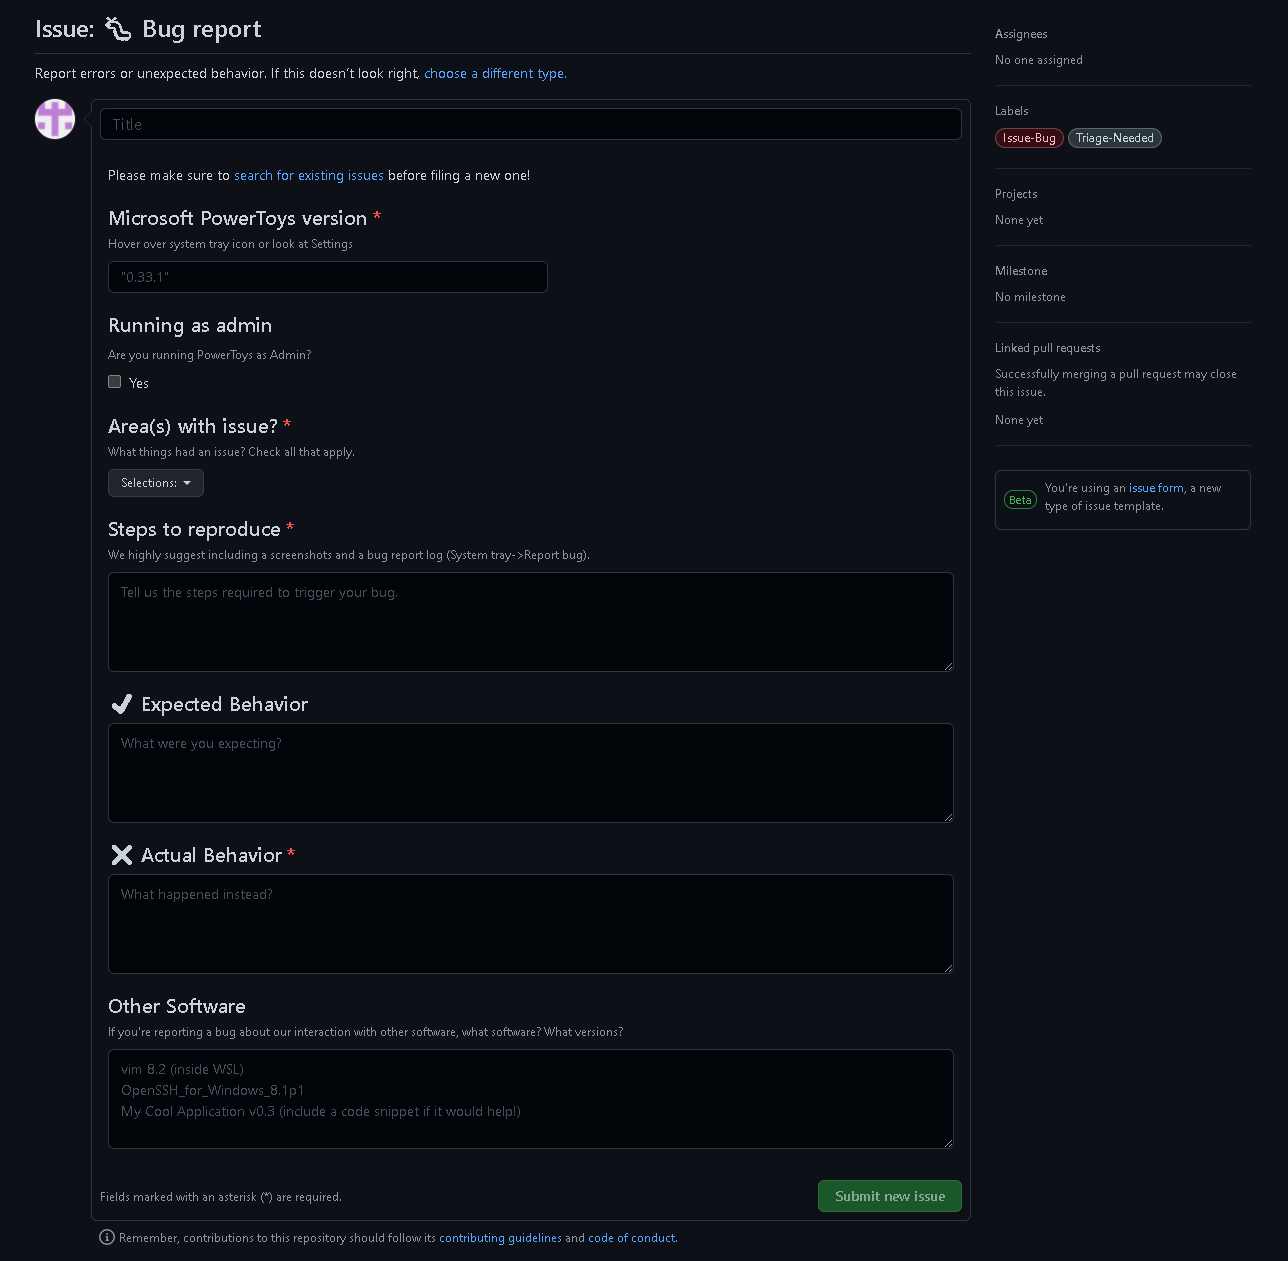 Issue: Bug report
Report errors or unexpected behavior. If this doesn't look right, choose a different type.
Title
Please make sure to search for existing issues before filing a new one!
Microsoft PowerToys version *
Hover over system tray icon or look at Settings
"0.33.1"
Running as admin
Are you running PowerToys as Admin?
Yes
Area(s) with issue? *
What things had an issue? Check all that apply.
Selections:
Steps to reproduce *
We highly suggest including a screenshots and a bug report log (System tray->Report bug).
Tell us the steps required to trigger your bug.
Expected Behavior
What were you expecting?
Actual Behavior *
What happened instead?
Other Software
If you're reporting a bug about our interaction with other software, what software? What versions?
vim 8.2 (inside WSL)
OpenSSH_for_Windows_8.1p1
My Cool Application v0.3 (include a code snippet if it would help!)
Fields marked with an asterisk (*) are required.
Submit new issue
Remember, contributions to this repository should follow its contributing guidelines and code of conduct.
Assignees
No one assigned
Labels
Issue-Bug Triage-Needed
Projects
None yet
Milestone
No milestone
Linked pull requests
Successfully merging a pull request may close
this issue.
None yet
Beta
You're using an issue form, a new
type of issue template.